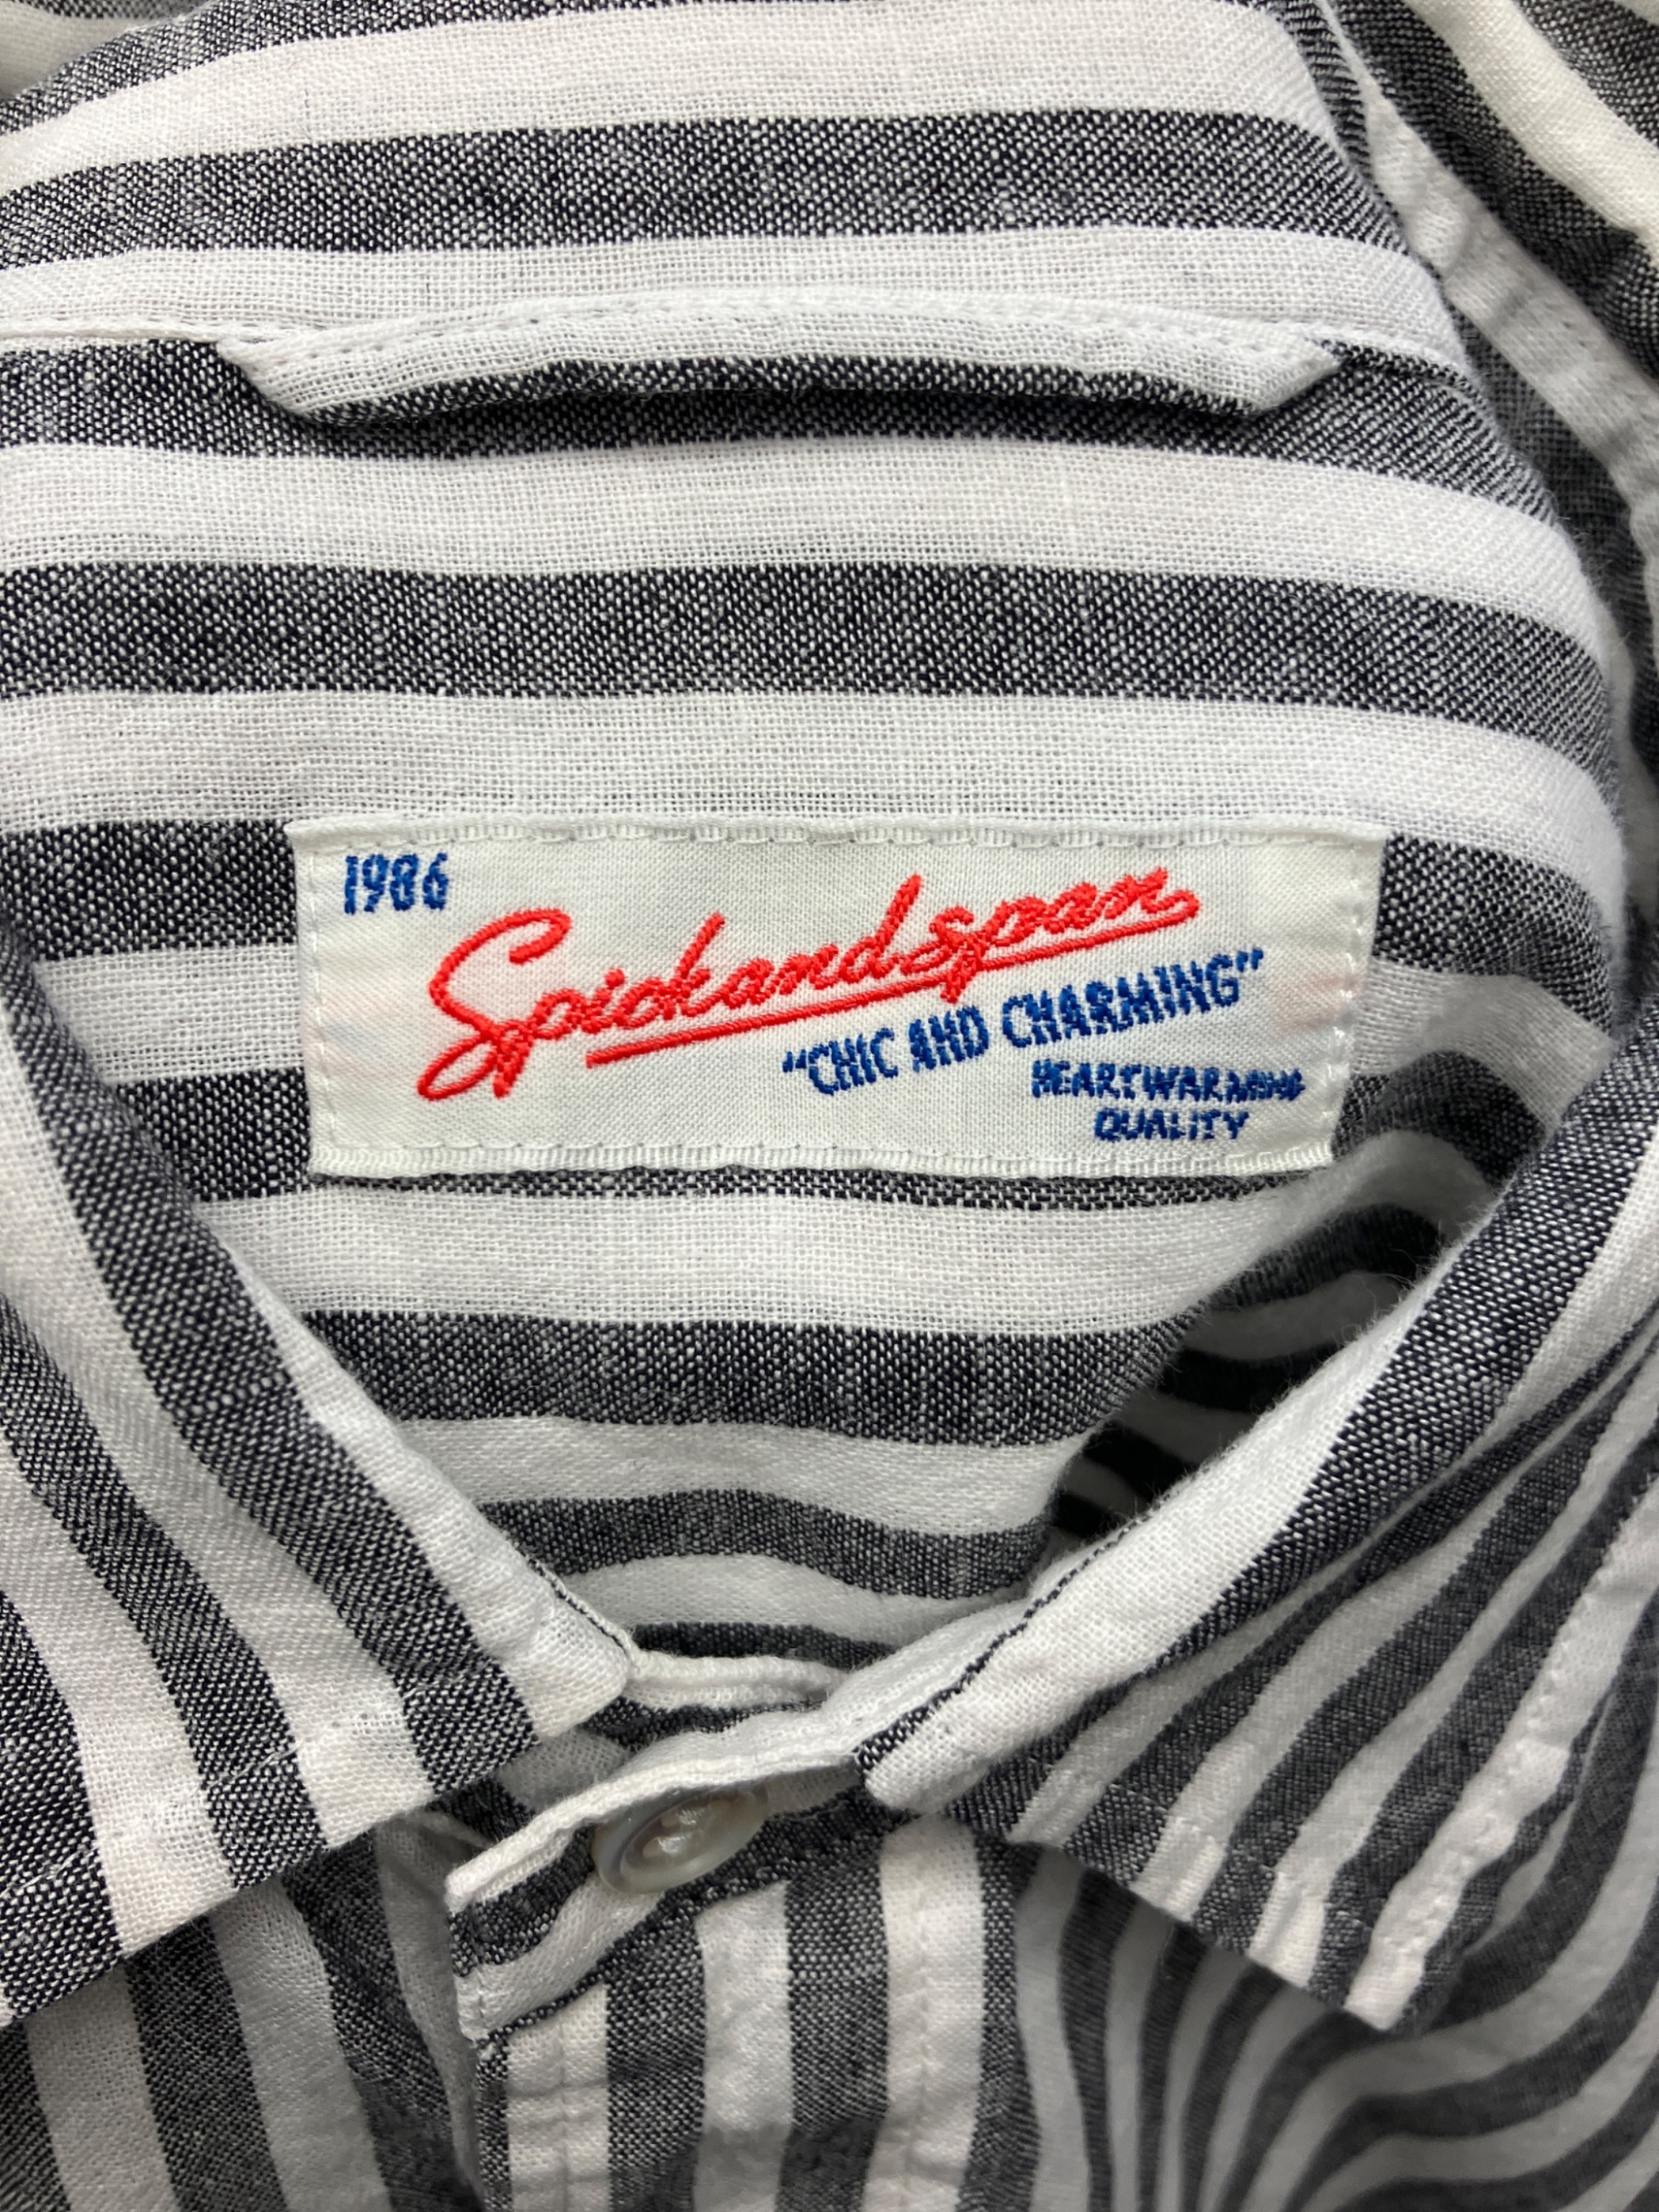 1986
Spickandspan
"CHIC AND CHARMING"
HEARTWARMING
QUALITY